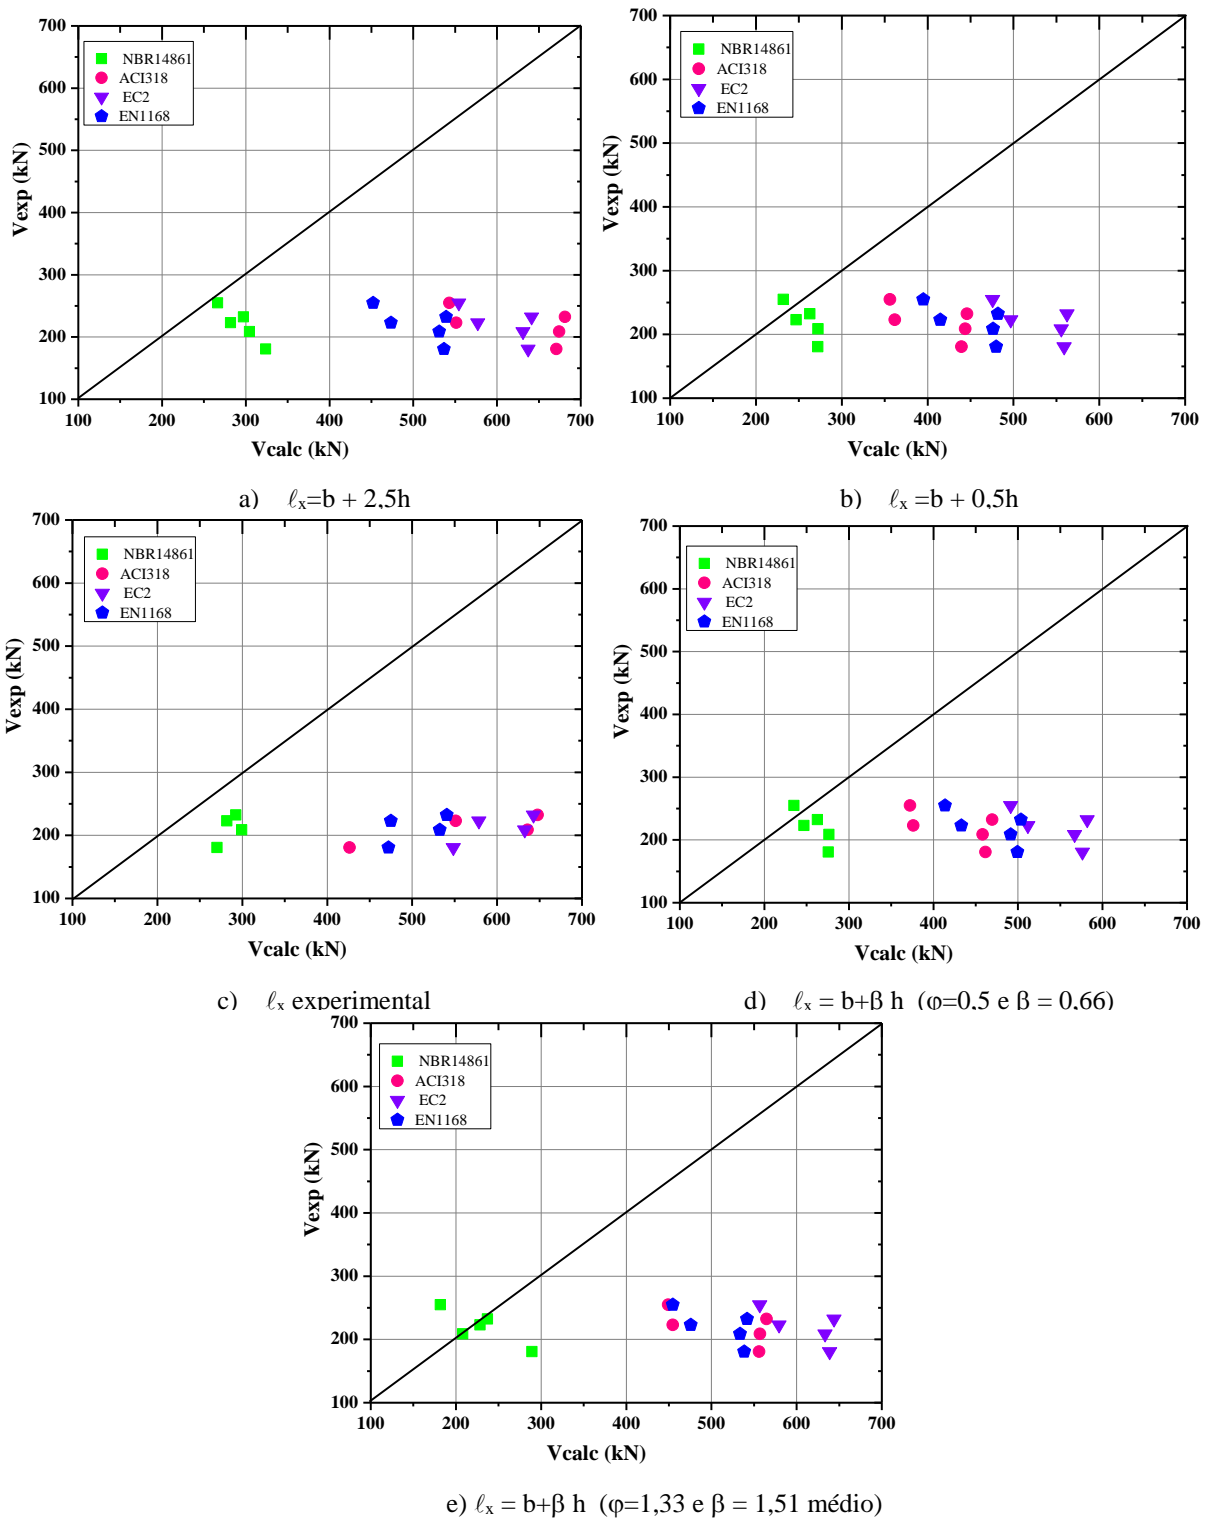 700
600
500
400
300
200
100
Vexp (kN)
NBR14861
ACI318
EC2
EN1168
100 200 300 400 500 600 700
Vcalc (kN)
a) ℓx=b + 2,5h
700
600
500
400
300
200
100
Vexp (kN)
NBR14861
ACI318
EC2
EN1168
100 200 300 400 500 600 700
Vcalc (kN)
b) ℓx =b + 0,5h
700
600
500
400
300
200
100
Vexp (kN)
NBR14861
ACI318
EC2
EN1168
100 200 300 400 500 600 700
Vcalc (kN)
c) ℓx experimental
700
600
500
400
300
200
100
Vexp (kN)
NBR14861
ACI318
EC2
EN1168
100 200 300 400 500 600 700
Vcalc (kN)
d) ℓx = b+β h (φ=0,5 e β = 0,66)
700
600
500
400
300
200
100
Vexp (kN)
NBR14861
ACI318
EC2
EN1168
100 200 300 400 500 600 700
Vcalc (kN)
e) ℓx = b+β h (φ=1,33 e β = 1,51 médio)